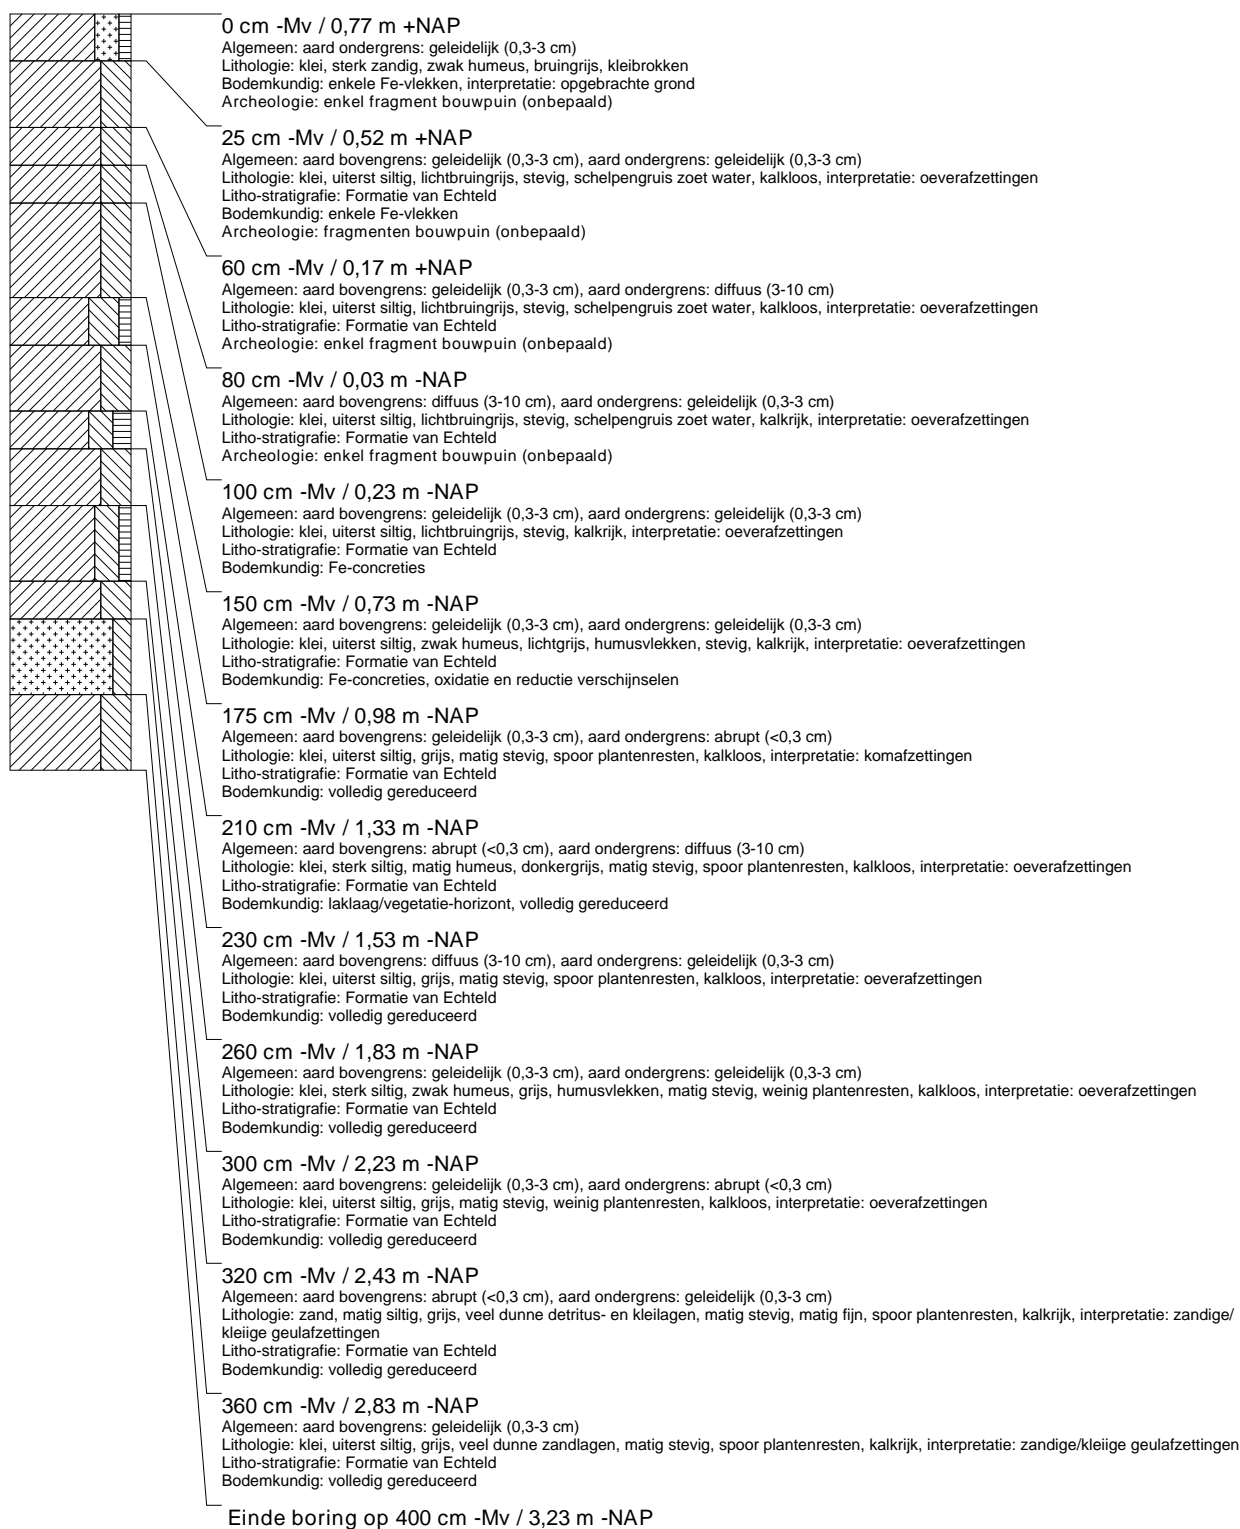 0 cm -Mv / 0,77 m +NAP
Algemeen: aard ondergrens: geleidelijk (0,3-3 cm)
Lithologie: klei, sterk zandig, zwak humeus, bruingrijs, kleibrokken
Bodemkundig: enkele Fe-vlekken, interpretatie: opgebrachte grond
Archeologie: enkel fragment bouwpuin (onbepaald)
25 cm -Mv / 0,52 m +NAP
Algemeen: aard bovengrens: geleidelijk (0,3-3 cm), aard ondergrens: geleidelijk (0,3-3 cm)
Lithologie: klei, uiterst siltig, lichtbruingrijs, stevig, schelpengruis zoet water, kalkloos, interpretatie: oeverafzettingen
Litho-stratigrafie: Formatie van Echteld
Bodemkundig: enkele Fe-vlekken
Archeologie: fragmenten bouwpuin (onbepaald)
60 cm -Mv / 0,17 m +NAP
Algemeen: aard bovengrens: geleidelijk (0,3-3 cm), aard ondergrens: diffuus (3-10 cm)
Lithologie: klei, uiterst siltig, lichtbruingrijs, stevig, schelpengruis zoet water, kalkloos, interpretatie: oeverafzettingen
Litho-stratigrafie: Formatie van Echteld
Archeologie: enkel fragment bouwpuin (onbepaald)
80 cm -Mv / 0,03 m -NAP
Algemeen: aard bovengrens: diffuus (3-10 cm), aard ondergrens: geleidelijk (0,3-3 cm)
Lithologie: klei, uiterst siltig, lichtbruingrijs, stevig, schelpengruis zoet water, kalkrijk, interpretatie: oeverafzettingen
Litho-stratigrafie: Formatie van Echteld
Archeologie: enkel fragment bouwpuin (onbepaald)
100 cm -Mv / 0,23 m -NAP
Algemeen: aard bovengrens: geleidelijk (0,3-3 cm), aard ondergrens: geleidelijk (0,3-3 cm)
Lithologie: klei, uiterst siltig, lichtbruingrijs, stevig, kalkrijk, interpretatie: oeverafzettingen
Litho-stratigrafie: Formatie van Echteld
Bodemkundig: Fe-concreties
150 cm -Mv / 0,73 m -NAP
Algemeen: aard bovengrens: geleidelijk (0,3-3 cm), aard ondergrens: geleidelijk (0,3-3 cm)
Lithologie: klei, uiterst siltig, zwak humeus, lichtgrijs, humusvlekken, stevig, kalkrijk, interpretatie: oeverafzettingen
Litho-stratigrafie: Formatie van Echteld
Bodemkundig: Fe-concreties, oxidatie en reductie verschijnselen
175 cm -Mv / 0,98 m -NAP
Algemeen: aard bovengrens: geleidelijk (0,3-3 cm), aard ondergrens: abrupt (<0,3 cm)
Lithologie: klei, uiterst siltig, grijs, matig stevig, spoor plantenresten, kalkloos, interpretatie: komafzettingen
Litho-stratigrafie: Formatie van Echteld
Bodemkundig: volledig gereduceerd
210 cm -Mv / 1,33 m -NAP
Algemeen: aard bovengrens: abrupt (<0,3 cm), aard ondergrens: diffuus (3-10 cm)
Lithologie: klei, sterk siltig, matig humeus, donkergrijs, matig stevig, spoor plantenresten, kalkloos, interpretatie: oeverafzettingen
Litho-stratigrafie: Formatie van Echteld
Bodemkundig: laklaag/vegetatie-horizont, volledig gereduceerd
230 cm -Mv / 1,53 m -NAP
Algemeen: aard bovengrens: diffuus (3-10 cm), aard ondergrens: geleidelijk (0,3-3 cm)
Lithologie: klei, uiterst siltig, grijs, matig stevig, spoor plantenresten, kalkloos, interpretatie: oeverafzettingen
Litho-stratigrafie: Formatie van Echteld
Bodemkundig: volledig gereduceerd
260 cm -Mv / 1,83 m -NAP
Algemeen: aard bovengrens: geleidelijk (0,3-3 cm), aard ondergrens: geleidelijk (0,3-3 cm)
Lithologie: klei, sterk siltig, zwak humeus, grijs, humusvlekken, matig stevig, weinig plantenresten, kalkloos, interpretatie: oeverafzettingen
Litho-stratigrafie: Formatie van Echteld
Bodemkundig: volledig gereduceerd
300 cm -Mv / 2,23 m -NAP
Algemeen: aard bovengrens: geleidelijk (0,3-3 cm), aard ondergrens: abrupt (<0,3 cm)
Lithologie: klei, uiterst siltig, grijs, matig stevig, weinig plantenresten, kalkloos, interpretatie: oeverafzettingen
Litho-stratigrafie: Formatie van Echteld
Bodemkundig: volledig gereduceerd
320 cm -Mv / 2,43 m -NAP
Algemeen: aard bovengrens: abrupt (<0,3 cm), aard ondergrens: geleidelijk (0,3-3 cm)
Lithologie: zand, matig siltig, grijs, veel dunne detritus- en kleilagen, matig stevig, matig fijn, spoor plantenresten, kalkrijk, interpretatie: zandige/
kleiige geulafzettingen
Litho-stratigrafie: Formatie van Echteld
Bodemkundig: volledig gereduceerd
360 cm -Mv / 2,83 m -NAP
Algemeen: aard bovengrens: geleidelijk (0,3-3 cm)
Lithologie: klei, uiterst siltig, grijs, veel dunne zandlagen, matig stevig, spoor plantenresten, kalkrijk, interpretatie: zandige/kleiige geulafzettingen
Litho-stratigrafie: Formatie van Echteld
Bodemkundig: volledig gereduceerd
Einde boring op 400 cm -Mv / 3,23 m -NAP